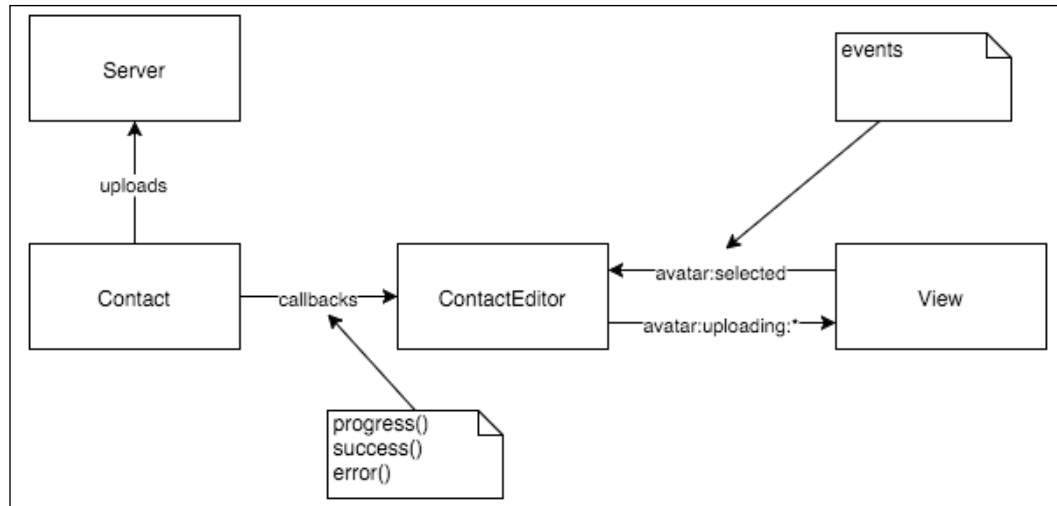 Server
events
uploads
avatar:selected
Contact
callbacks
ContactEditor
View
avatar:uploading:*
progress()
success()
error()